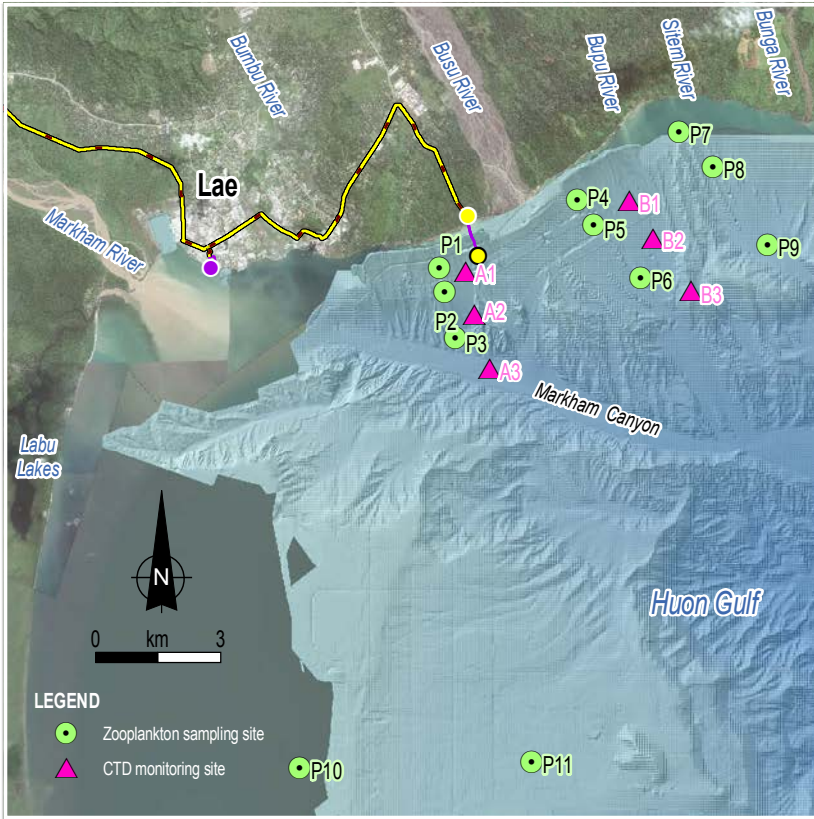 Bumbu River
Busu River
Bupu River
Sitem River
Bunga River
P7
P8
Lae
P4
B1
P5
B2
P9
Markham River
P1
A1
P6
B3
A2
P2
P3
A3
Markham Canyon
Labu
Lakes
N
Huon Gulf
0 km 3
LEGEND
Zooplankton sampling site
CTD monitoring site
P10
P11